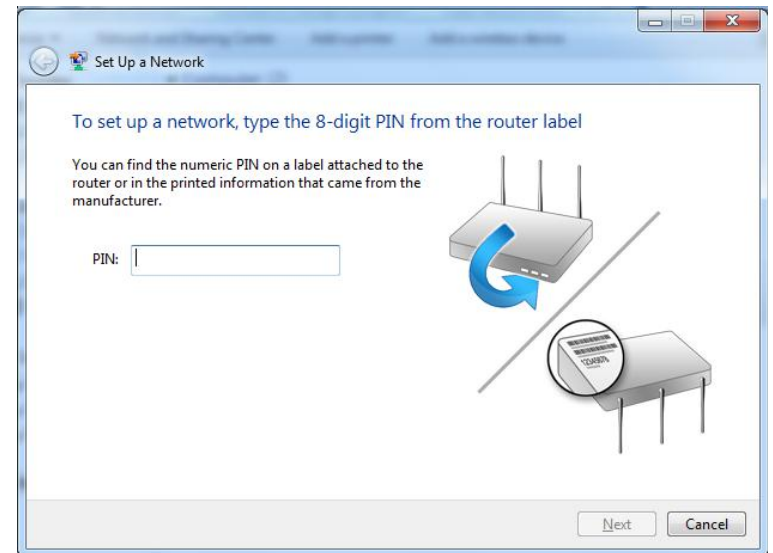 Set Up a Network
To set up a network, type the 8-digit PIN from the router label
You can find the numeric PIN on a label attached to the
router or in the printed information that came from the
manufacturer.
PIN:
12345678
Next
Cancel